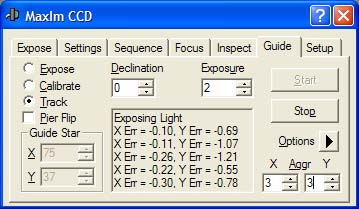 MaxIm CCD
Expose Settings Sequence Focus Inspect Guide Setup
Expose
Calibrate
Track
Pier Flip
Guide Star
X 75
Y 37
Declination
0
Exposure
2
Exposing Light
X Err = -0.10, Y Err = -0.69
X Err = -0.11, Y Err = -1.07
X Err = -0.26, Y Err = -1.21
X Err = -0.22, Y Err = -0.55
X Err = -0.30, Y Err = -0.78
Start
Stop
Options
X Aggr Y
3 3